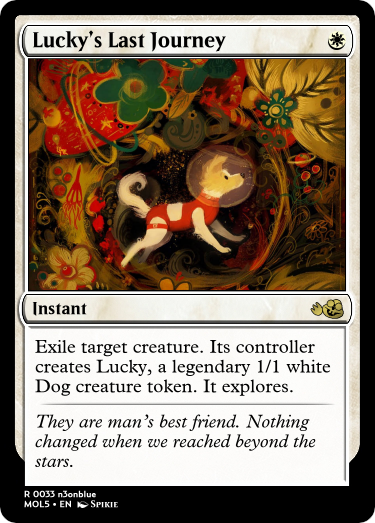 Lucky's Last Journey
Instant
Exile target creature. Its controller
creates Lucky, a legendary 1/1 white
Dog creature token. It explores.
They are man's best friend. Nothing
changed when we reached beyond the
stars.
R 0033 n3onblue
MOL5 • EN Spikie